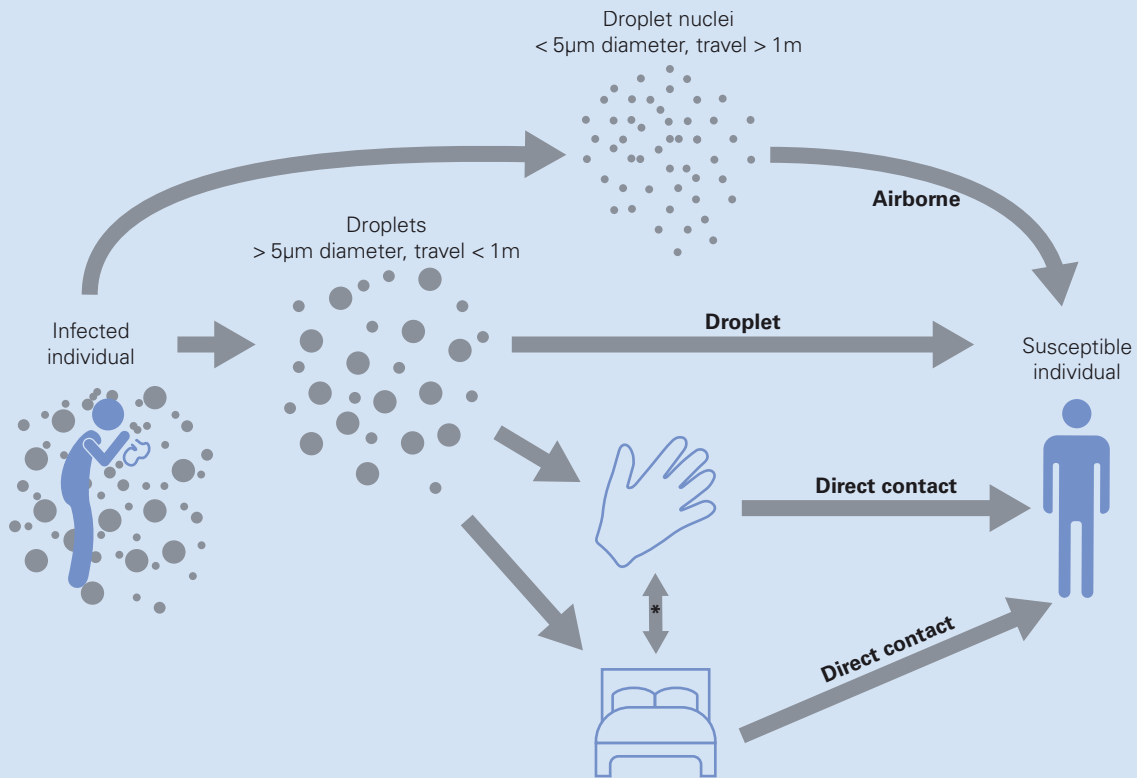 Droplet nuclei
< 5µm diameter, travel > 1m
Airborne
Droplets
> 5µm diameter, travel < 1m
Infected
individual
Droplet
Susceptible
individual
Direct contact
*
Direct contact